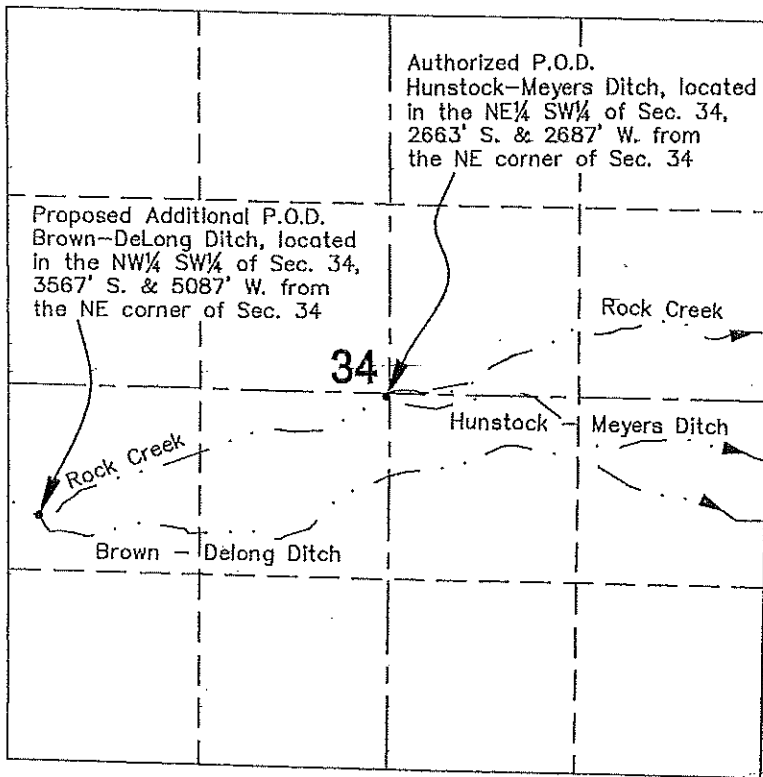 Authorized P.O.D.
Hunstock-Meyers Ditch, located
in the NE¼ SW¼ of Sec. 34,
2663' S. & 2687' W. from
the NE corner of Sec. 34
Proposed Additional P.O.D.
Brown-DeLong Ditch, located
in the NW¼ SW¼ of Sec. 34,
3567' S. & 5087' W. from
the NE corner of Sec. 34
Rock Creek
34
Hunstock - Meyers Ditch
Rock Creek
Brown - Delong Ditch